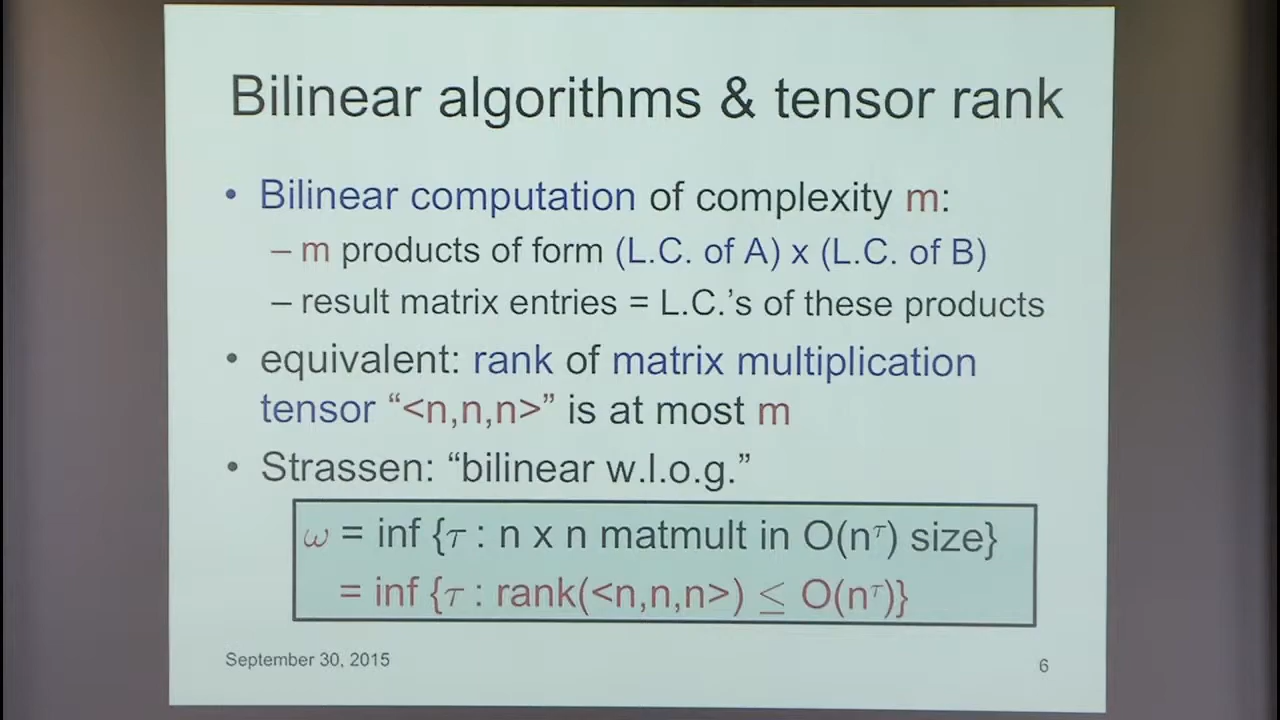 Bilinear algorithms & tensor rank
• Bilinear computation of complexity m:
– m products of form (L.C. of A) x (L.C. of B)
– result matrix entries = L.C.'s of these products
• equivalent: rank of matrix multiplication
tensor “<n,n,n>” is at most m
• Strassen: “bilinear w.l.o.g.”
ω = inf {τ : n x n matmult in O(n^τ) size}
= inf {τ : rank(<n,n,n>) ≤ O(n^τ)}
September 30, 2015
6